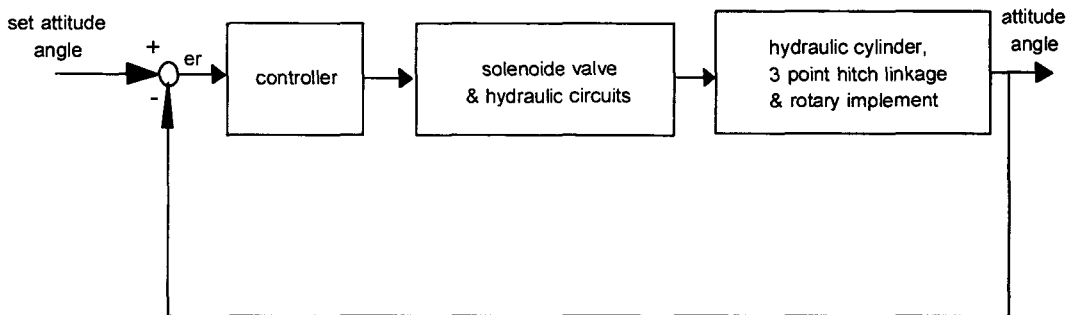 set attitude
angle
+
-
er
controller
solenoide valve
& hydraulic circuits
hydraulic cylinder,
3 point hitch linkage
& rotary implement
attitude
angle